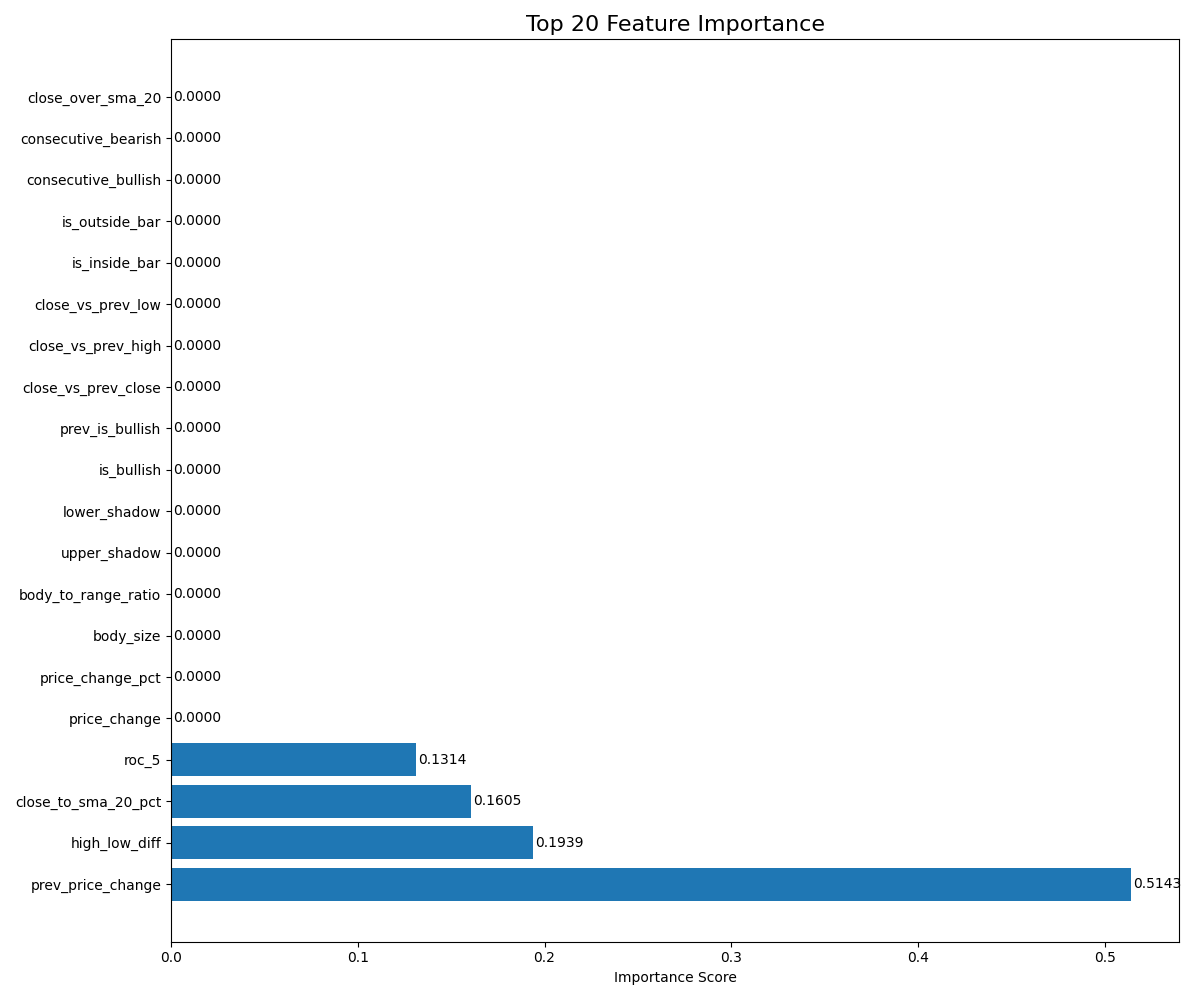 Top 20 Feature Importance
close_over_sma_20 0.0000
consecutive_bearish 0.0000
consecutive_bullish 0.0000
is_outside_bar 0.0000
is_inside_bar 0.0000
close_vs_prev_low 0.0000
close_vs_prev_high 0.0000
close_vs_prev_close 0.0000
prev_is_bullish 0.0000
is_bullish 0.0000
lower_shadow 0.0000
upper_shadow 0.0000
body_to_range_ratio 0.0000
body_size 0.0000
price_change_pct 0.0000
price_change 0.0000
roc_5 0.1314
close_to_sma_20_pct 0.1605
high_low_diff 0.1939
prev_price_change 0.5143
0.0 0.1 0.2 0.3 0.4 0.5
Importance Score